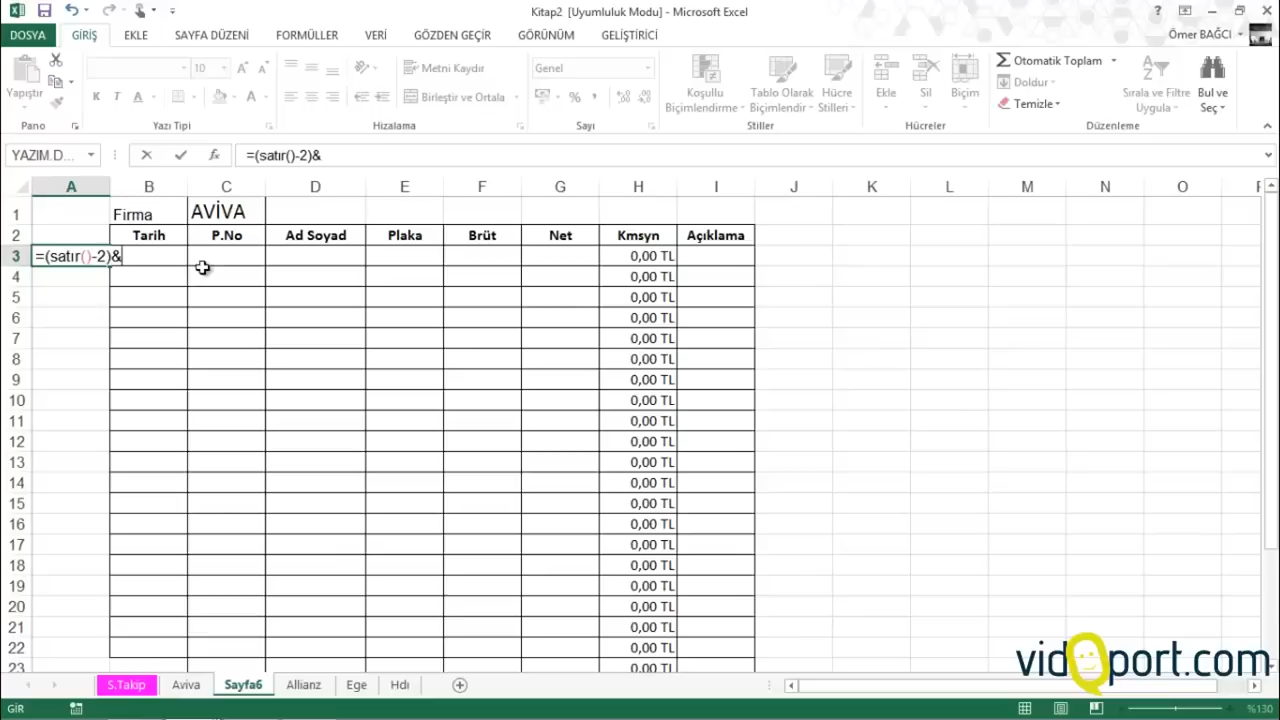 Kitap2 [Uyumluluk Modu] - Microsoft Excel
DOSYA GİRİŞ EKLE SAYFA DÜZENİ FORMÜLLER VERİ GÖZDEN GEÇİR GÖRÜNÜM GELİŞTİRİCİ Ömer BAĞCI
Yapıştır
Pano
10
K T A
Yazı Tipi
Metni Kaydır
Birleştir ve Ortala
Hizalama
Genel
Sayı
Koşullu Biçimlendirme
Tablo Olarak Biçimlendir
Hücre Stilleri
Stiller
Ekle Sil Biçim
Hücreler
Otomatik Toplam
Doldur
Temizle
Sırala ve Filtre Uygula
Bul ve Seç
Düzenleme
YAZIM.D... =(satır()-2)&
A B C D E F G H I J K L M N O P
1 Firma AVİVA
2 Tarih P.No Ad Soyad Plaka Brüt Net Kmsyn Açıklama
3 =(satır()-2)& 0,00 TL
4 0,00 TL
5 0,00 TL
6 0,00 TL
7 0,00 TL
8 0,00 TL
9 0,00 TL
10 0,00 TL
11 0,00 TL
12 0,00 TL
13 0,00 TL
14 0,00 TL
15 0,00 TL
16 0,00 TL
17 0,00 TL
18 0,00 TL
19 0,00 TL
20 0,00 TL
21 0,00 TL
22 0,00 TL
23 0,00 TL
vidoport.com
S.Takip Aviva Sayfa6 Allianz Ege Hdı
GİR %130